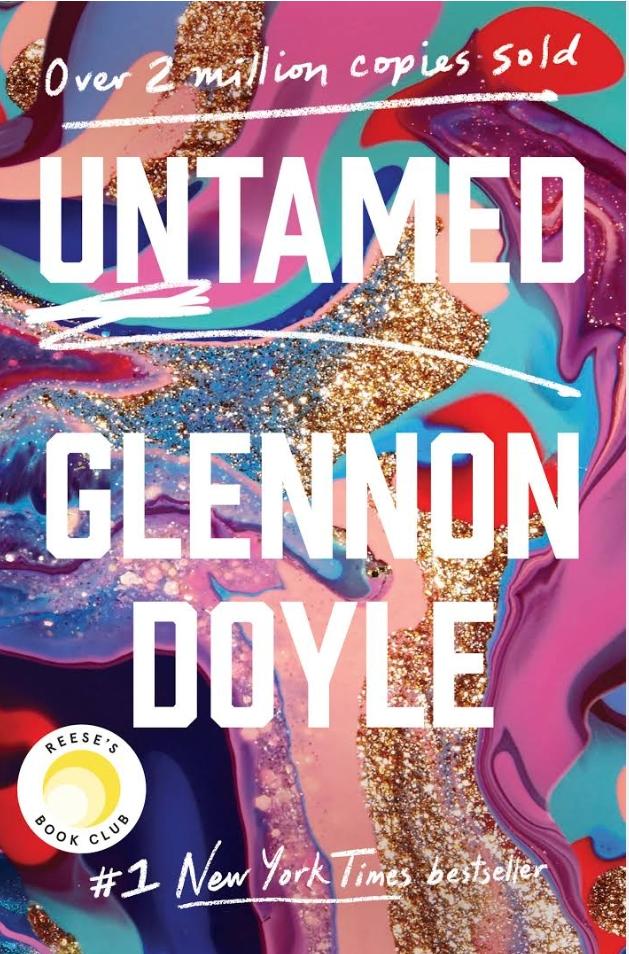 Over 2 million copies sold
UNTAMED
GLENNON
DOYLE
REESE'S
BOOK CLUB
#1 New York Times bestseller